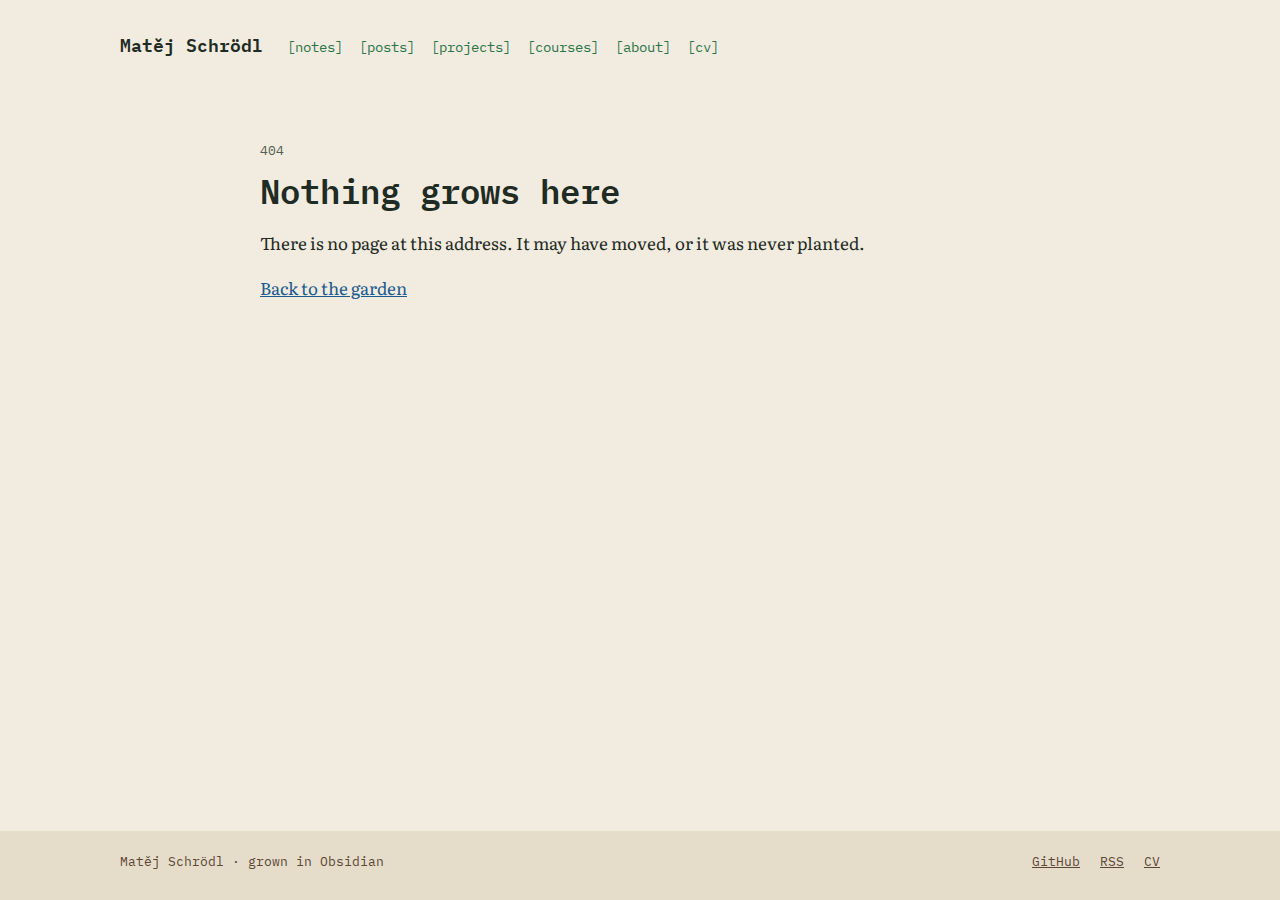 Matěj Schrödl [notes] [posts] [projects] [courses] [about] [cv]
404
Nothing grows here
There is no page at this address. It may have moved, or it was never planted.
Back to the garden
Matěj Schrödl · grown in Obsidian GitHub RSS CV